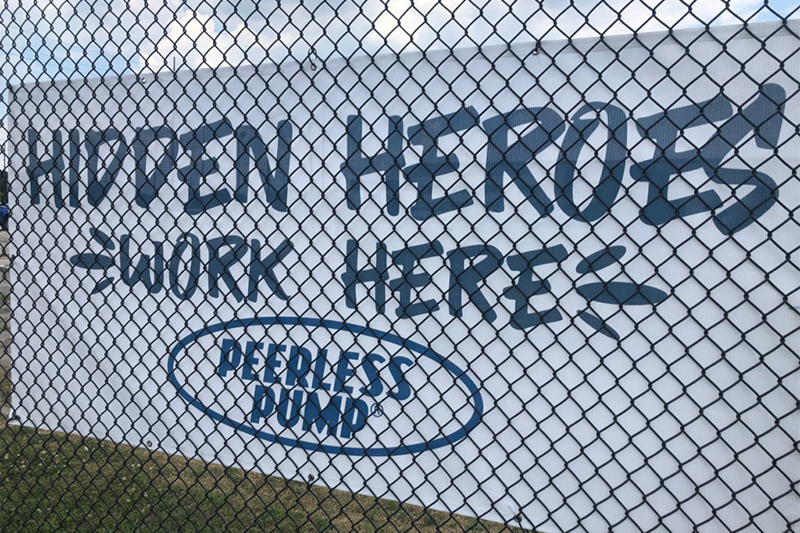 HIDDEN HEROES
WORK HERE
PEERLESS
PUMP®